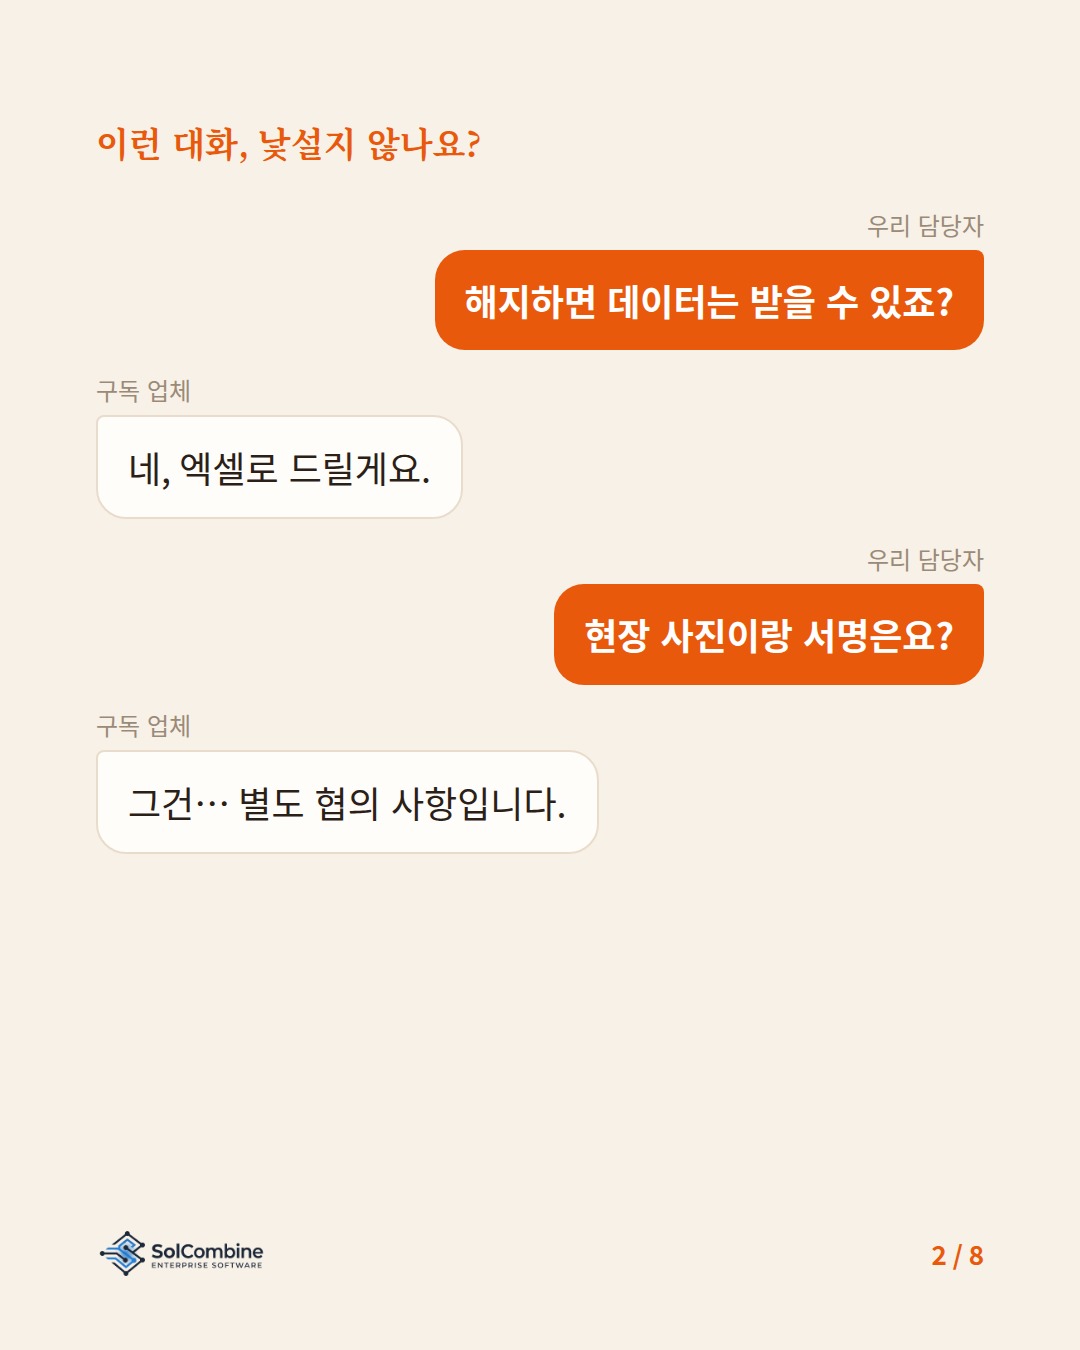 이런 대화, 낯설지 않나요?
우리 담당자
해지하면 데이터는 받을 수 있죠?
구독 업체
네, 엑셀로 드릴게요.
우리 담당자
현장 사진이랑 서명은요?
구독 업체
그건… 별도 협의 사항입니다.
SolCombine
ENTERPRISE SOFTWARE
2 / 8